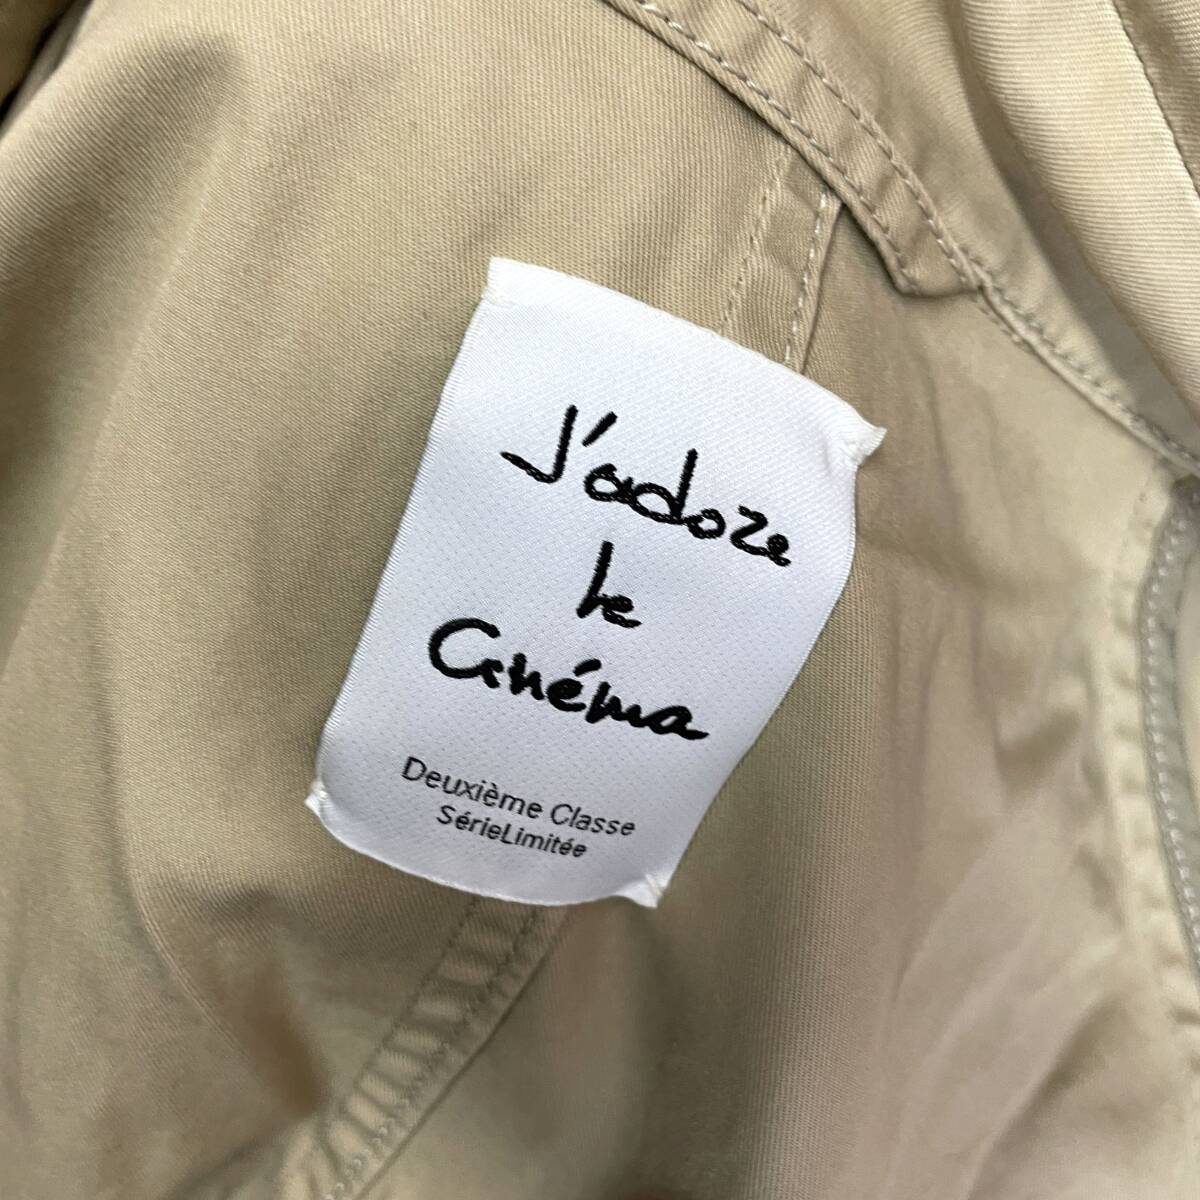 J'adore
le
Cinéma
Deuxième Classe
SérieLimitée